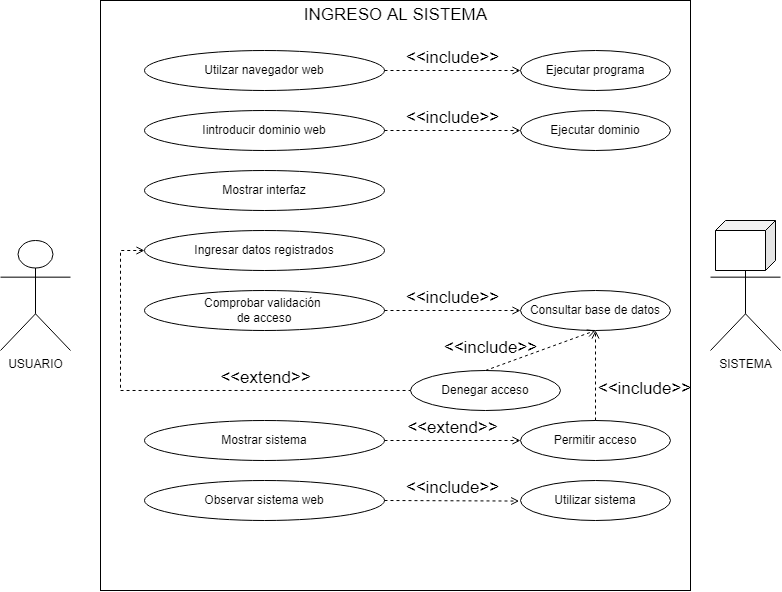 INGRESO AL SISTEMA
Utilzar navegador web
<<include>>
Ejecutar programa
Iintroducir dominio web
<<include>>
Ejecutar dominio
Mostrar interfaz
Ingresar datos registrados
Comprobar validación
de acceso
<<include>>
Consultar base de datos
<<include>>
<<extend>>
Denegar acceso
<<include>>
Mostrar sistema
<<extend>>
Permitir acceso
Observar sistema web
<<include>>
Utilizar sistema
USUARIO
SISTEMA